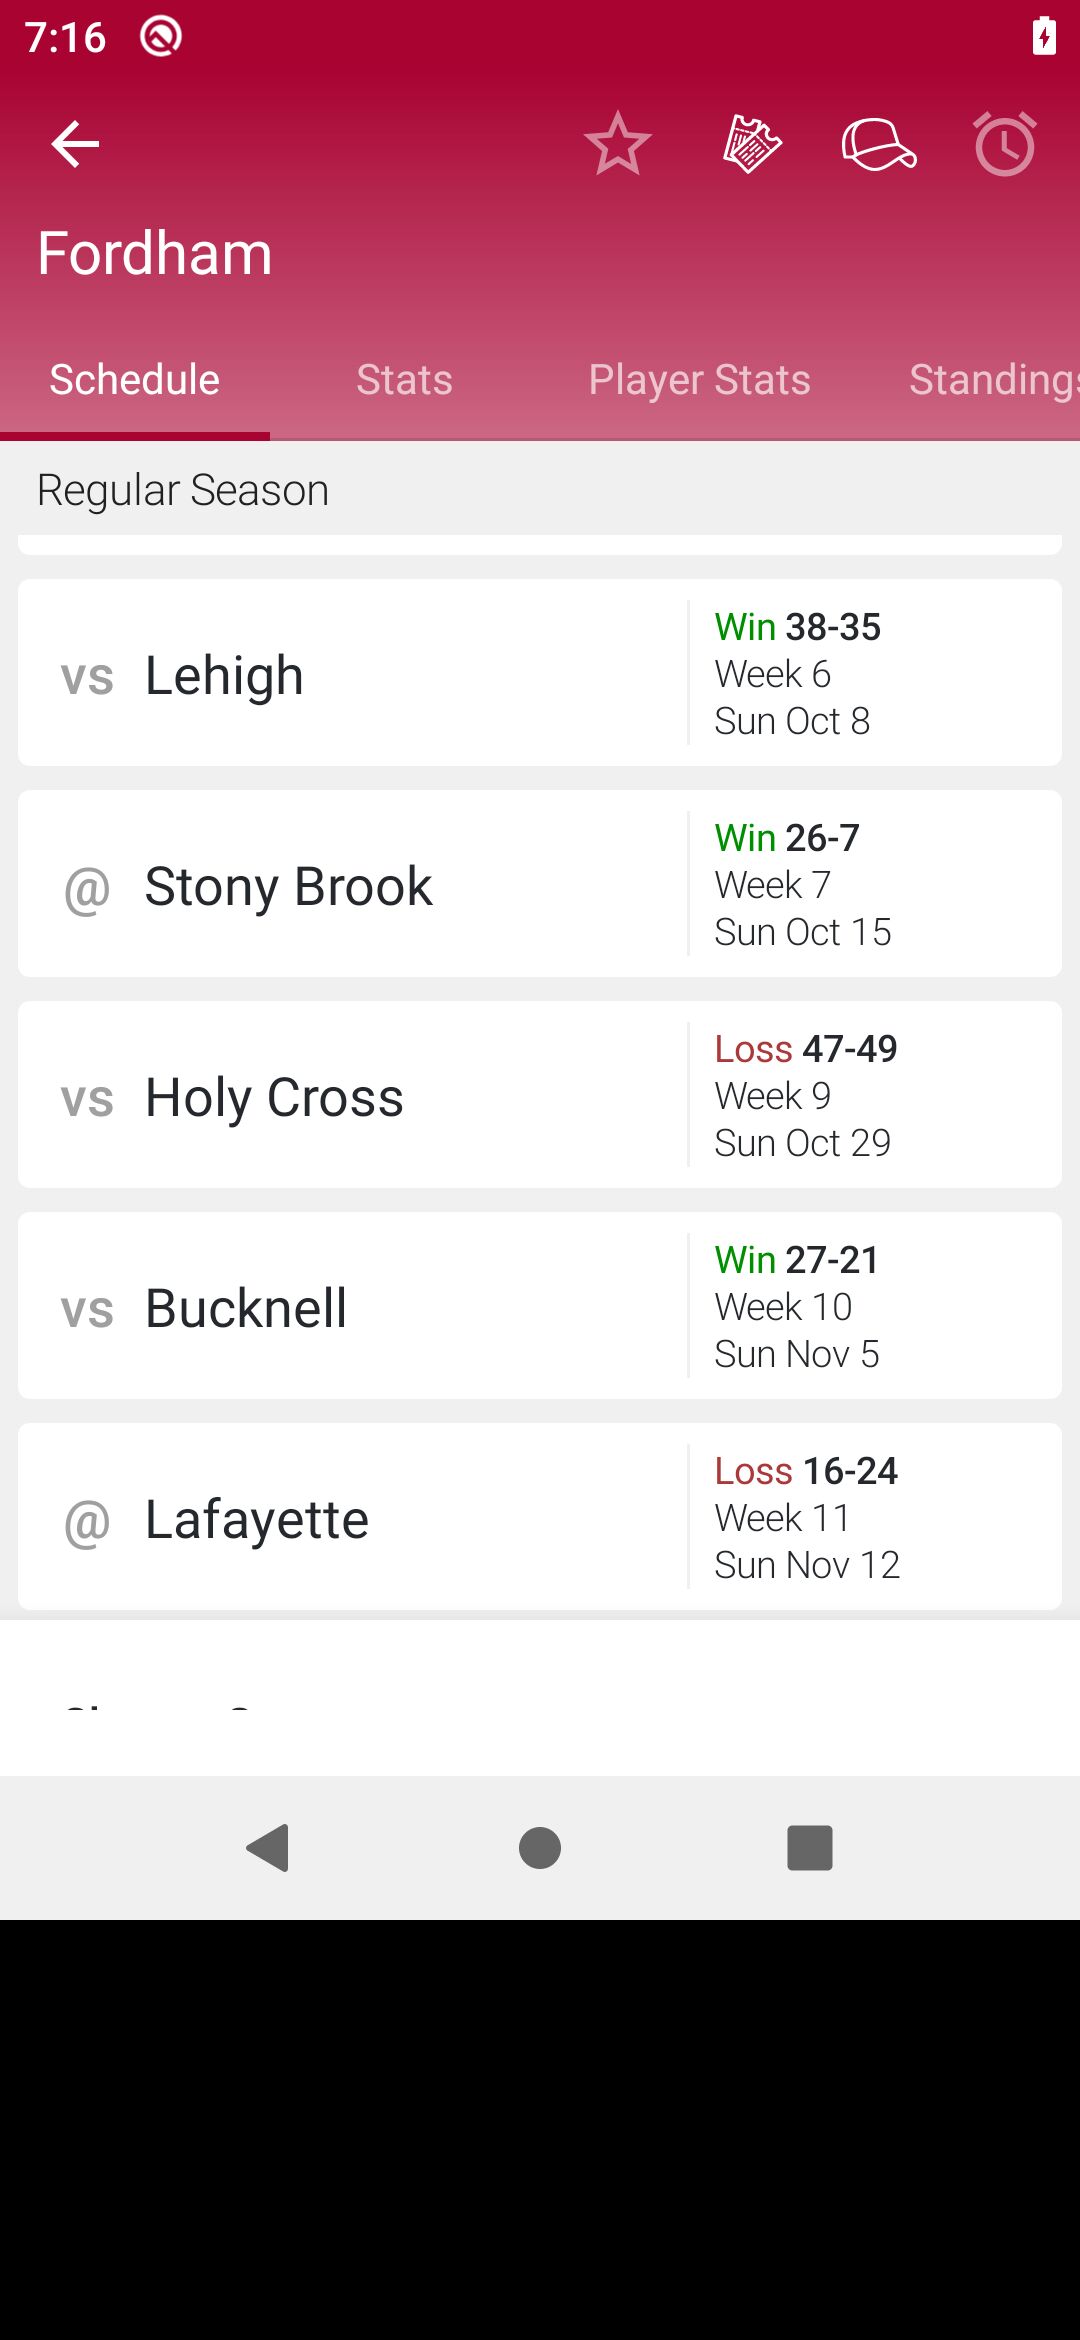 7:16
Fordham
Schedule Stats Player Stats Standings
Regular Season
vs Lehigh
Win 38-35
Week 6
Sun Oct 8
@ Stony Brook
Win 26-7
Week 7
Sun Oct 15
vs Holy Cross
Loss 47-49
Week 9
Sun Oct 29
vs Bucknell
Win 27-21
Week 10
Sun Nov 5
@ Lafayette
Loss 16-24
Week 11
Sun Nov 12